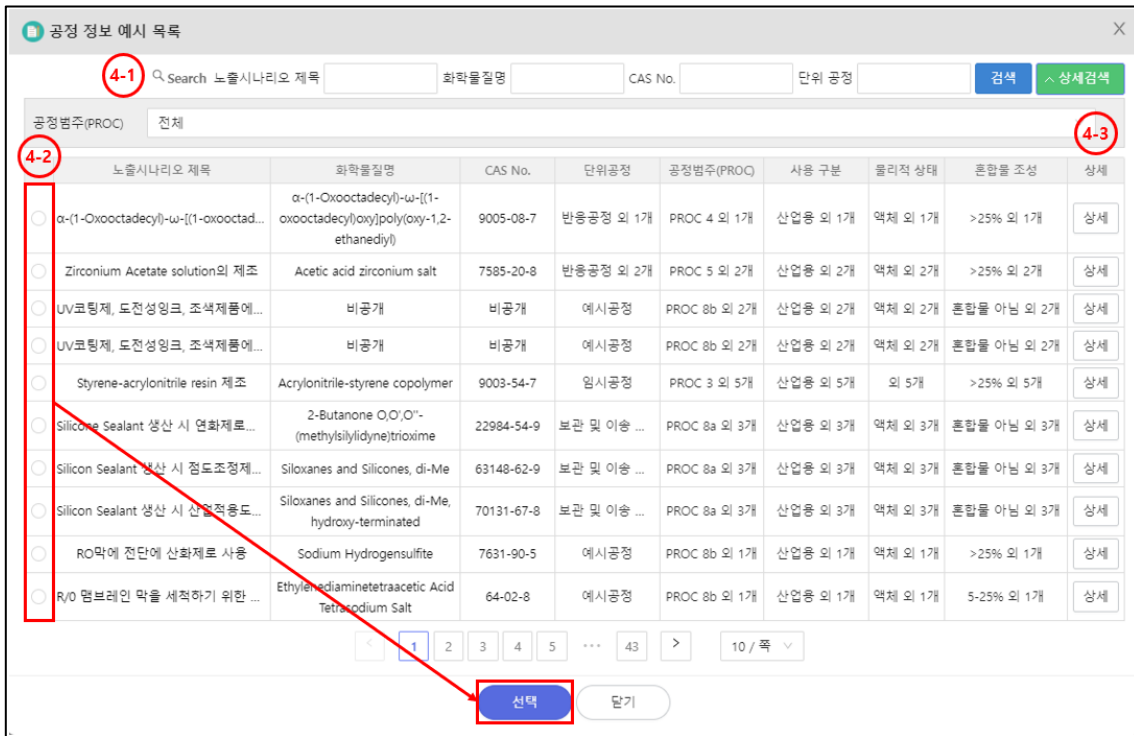 공정 정보 예시 목록 X
4-1 Search 노출시나리오 제목 화학물질명 CAS No. 단위 공정 검색 상세검색
공정범주(PROC) 전체
4-3
4-2
노출시나리오 제목 화학물질명 CAS No. 단위공정 공정범주(PROC) 사용 구분 물리적 상태 혼합물 조성 상세
α-(1-Oxooctadecyl)-ω-[(1-oxooctad... α-(1-Oxooctadecyl)-ω-[(1-
oxooctadecyl)oxy]poly(oxy-1,2-
ethanediyl) 9005-08-7 반응공정 외 1개 PROC 4 외 1개 산업용 외 1개 액체 외 1개 >25% 외 1개 상세
Zirconium Acetate solution의 제조 Acetic acid zirconium salt 7585-20-8 반응공정 외 2개 PROC 5 외 2개 산업용 외 2개 액체 외 2개 >25% 외 2개 상세
UV코팅제, 도전성잉크, 조색제품에... 비공개 비공개 예시공정 PROC 8b 외 2개 산업용 외 2개 액체 외 2개 혼합물 아님 외 2개 상세
UV코팅제, 도전성잉크, 조색제품에... 비공개 비공개 예시공정 PROC 8b 외 2개 산업용 외 2개 액체 외 2개 혼합물 아님 외 2개 상세
Styrene-acrylonitrile resin 제조 Acrylonitrile-styrene copolymer 9003-54-7 임시공정 PROC 3 외 5개 산업용 외 5개 외 5개 >25% 외 5개 상세
Silicone Sealant 생산 시 연화제로... 2-Butanone O,O',O''-
(methylsilylidyne)trioxime 22984-54-9 보관 및 이송 ... PROC 8a 외 3개 산업용 외 3개 액체 외 3개 혼합물 아님 외 3개 상세
Silicon Sealant 생산 시 점도조정제... Siloxanes and Silicones, di-Me 63148-62-9 보관 및 이송 ... PROC 8a 외 3개 산업용 외 3개 액체 외 3개 혼합물 아님 외 3개 상세
Silicon Sealant 생산 시 산업적용도... Siloxanes and Silicones, di-Me,
hydroxy-terminated 70131-67-8 보관 및 이송 ... PROC 8a 외 3개 산업용 외 3개 액체 외 3개 혼합물 아님 외 3개 상세
RO막에 전단에 산화제로 사용 Sodium Hydrogensulfite 7631-90-5 예시공정 PROC 8b 외 1개 산업용 외 1개 액체 외 1개 >25% 외 1개 상세
R/0 맴브레인 막을 세척하기 위한 ... Ethylenediaminetetraacetic Acid
Tetrasodium Salt 64-02-8 예시공정 PROC 8b 외 1개 산업용 외 1개 액체 외 1개 5-25% 외 1개 상세
< 1 2 3 4 5 ••• 43 > 10 / 쪽
선택 닫기